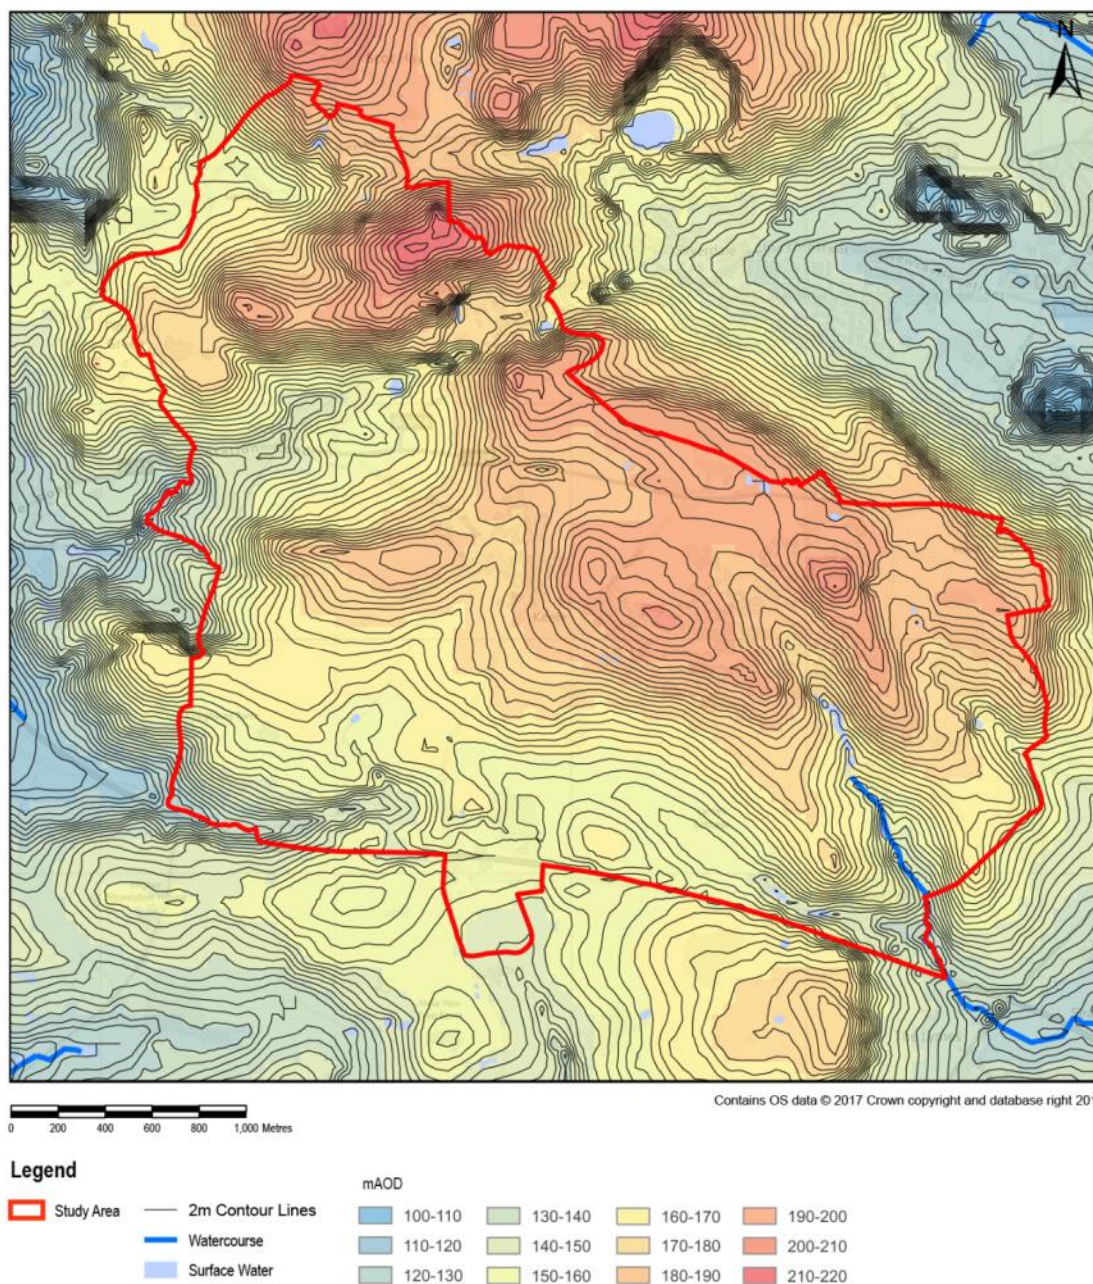 N
Contains OS data © 2017 Crown copyright and database right 201
0 200 400 600 800 1,000 Metres
Legend
Study Area
2m Contour Lines
Watercourse
Surface Water
mAOD
100-110
110-120
120-130
130-140
140-150
150-160
160-170
170-180
180-190
190-200
200-210
210-220